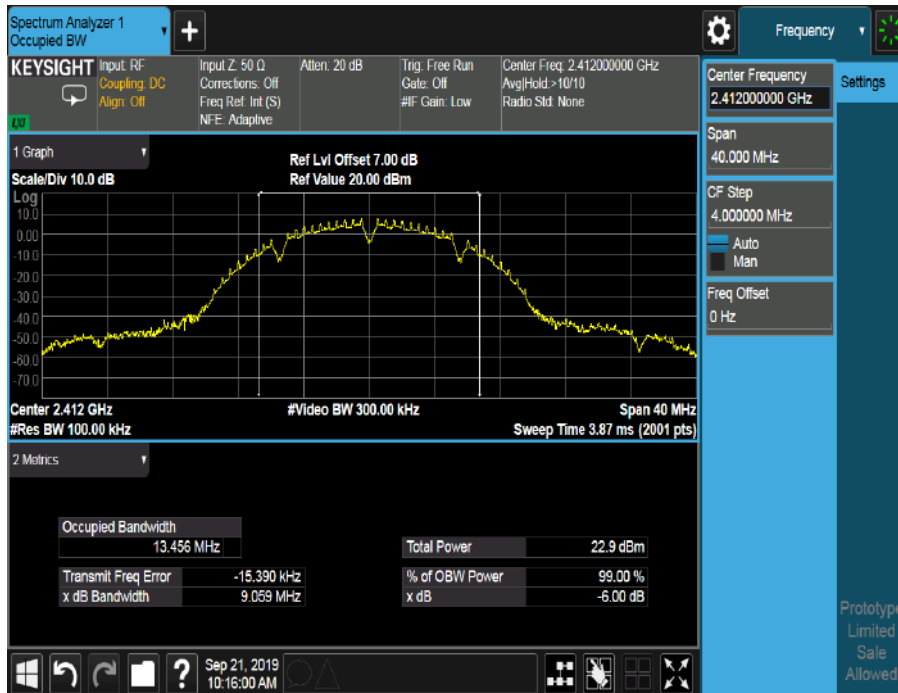 Spectrum Analyzer 1
Occupied BW
+
Frequency
KEYSIGHT
Input: RF
Coupling: DC
Align: Off
Input Z: 50 Ω
Corrections: Off
Freq Ref: Int (S)
NFE: Adaptive
Atten: 20 dB
Trig: Free Run
Gate: Off
#IF Gain: Low
Center Freq: 2.412000000 GHz
Avg|Hold:>10/10
Radio Std: None
LXI
Center Frequency
2.412000000 GHz
Settings
Span
40.000 MHz
CF Step
4.000000 MHz
Auto
Man
Freq Offset
0 Hz
1 Graph
Scale/Div 10.0 dB
Ref Lvl Offset 7.00 dB
Ref Value 20.00 dBm
Log
10.0
0.00
-10.0
-20.0
-30.0
-40.0
-50.0
-60.0
-70.0
Center 2.412 GHz
#Video BW 300.00 kHz
Span 40 MHz
#Res BW 100.00 kHz
Sweep Time 3.87 ms (2001 pts)
2 Metrics
Occupied Bandwidth
13.456 MHz
Total Power 22.9 dBm
Transmit Freq Error -15.390 kHz
% of OBW Power 99.00 %
x dB Bandwidth 9.059 MHz
x dB -6.00 dB
Prototype
Limited
Sale
Allowed
?
Sep 21, 2019
10:16:00 AM